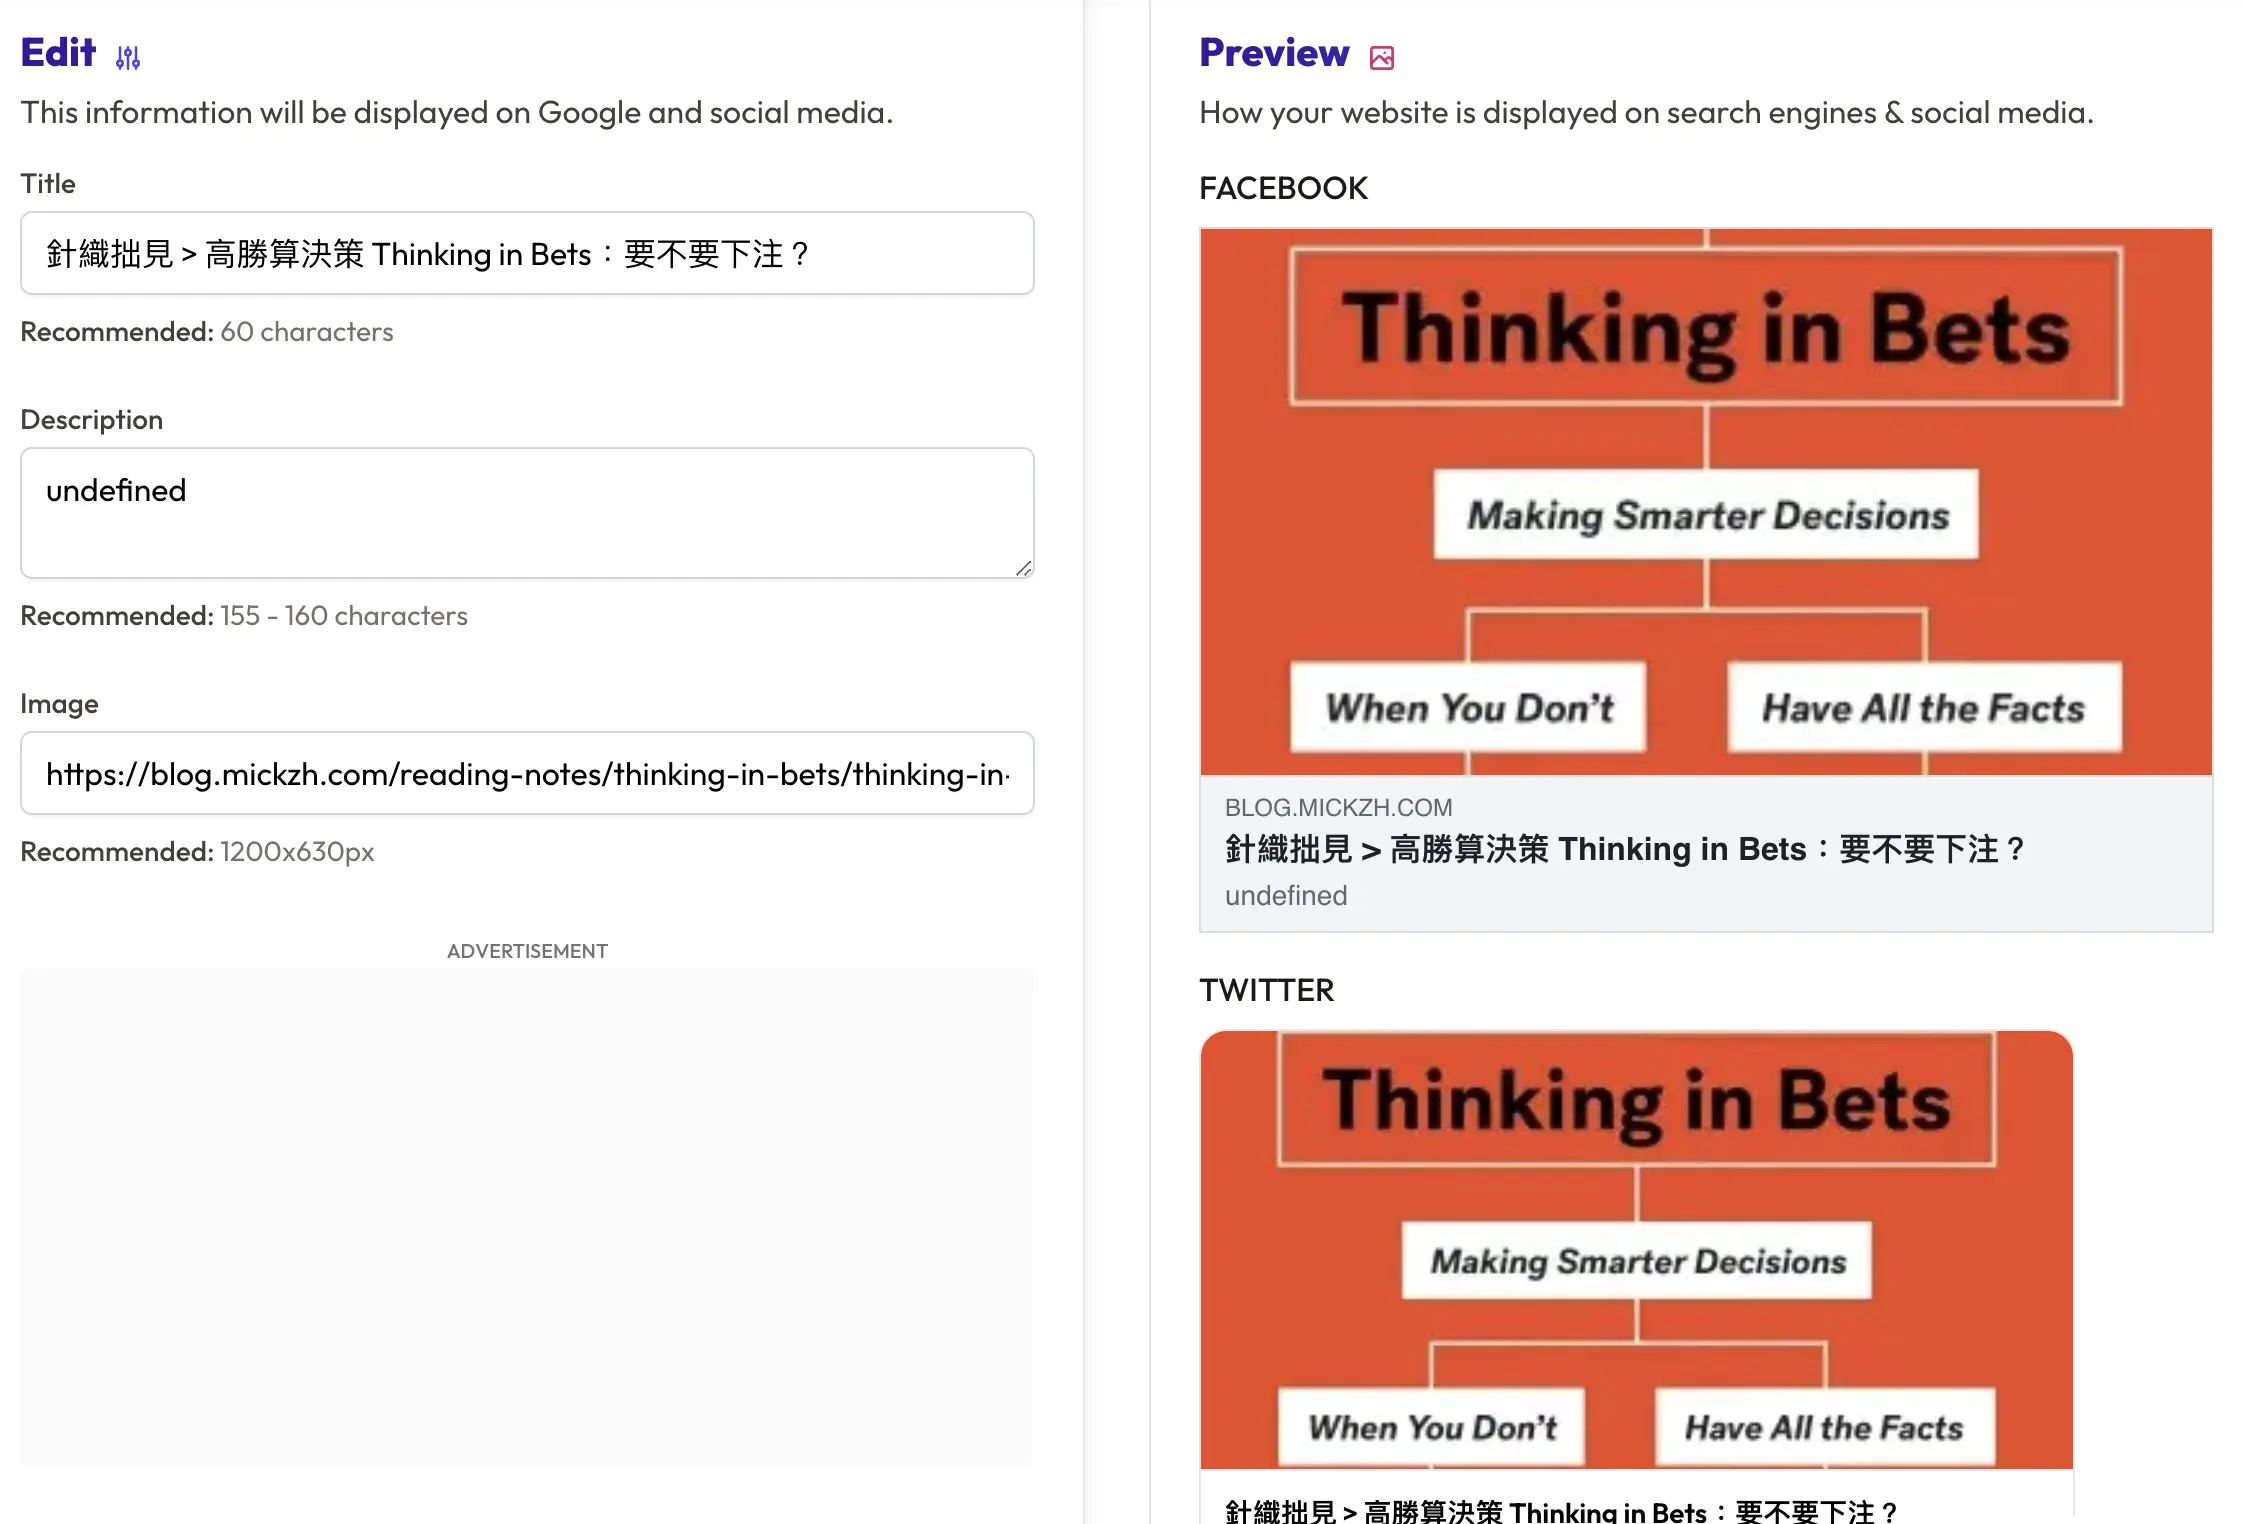 Edit
This information will be displayed on Google and social media.
Title
針織拙見 > 高勝算決策 Thinking in Bets：要不要下注？
Recommended: 60 characters
Description
undefined
Recommended: 155 - 160 characters
Image
https://blog.mickzh.com/reading-notes/thinking-in-bets/thinking-in-
Recommended: 1200x630px
ADVERTISEMENT
Preview
How your website is displayed on search engines & social media.
FACEBOOK
Thinking in Bets
Making Smarter Decisions
When You Don't
Have All the Facts
BLOG.MICKZH.COM
針織拙見 > 高勝算決策 Thinking in Bets：要不要下注？
undefined
TWITTER
Thinking in Bets
Making Smarter Decisions
When You Don't
Have All the Facts
針織拙見 > 高勝算決策 Thinking in Bets：要不要下注？